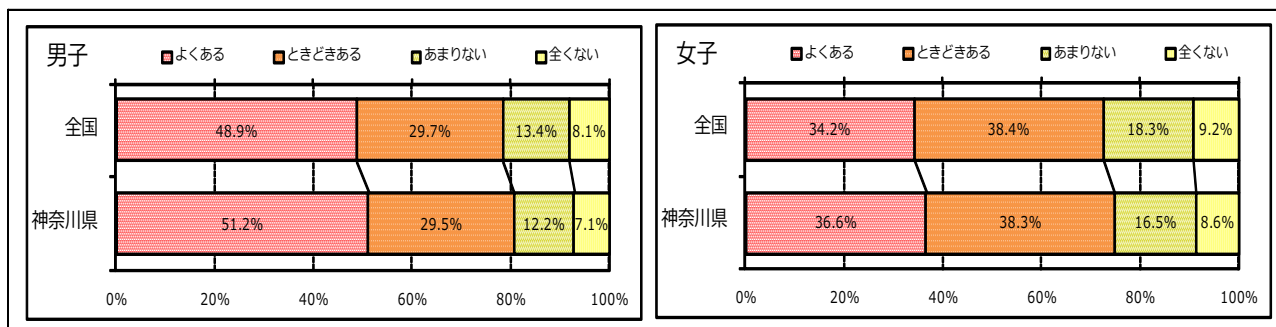 男子
よくある ときどきある あまりない 全くない
全国
48.9% 29.7% 13.4% 8.1%
神奈川県
51.2% 29.5% 12.2% 7.1%
0% 20% 40% 60% 80% 100%
女子
よくある ときどきある あまりない 全くない
全国
34.2% 38.4% 18.3% 9.2%
神奈川県
36.6% 38.3% 16.5% 8.6%
0% 20% 40% 60% 80% 100%